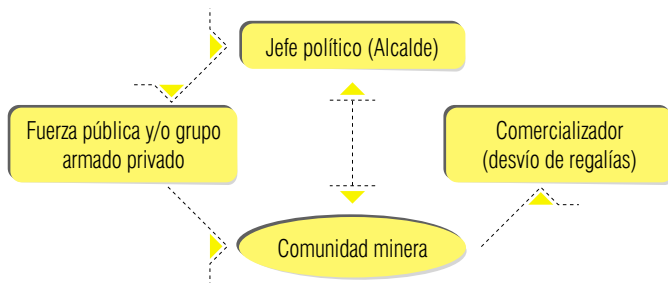 Jefe político (Alcalde)
Fuerza pública y/o grupo
armado privado
Comercializador
(desvío de regalías)
Comunidad minera